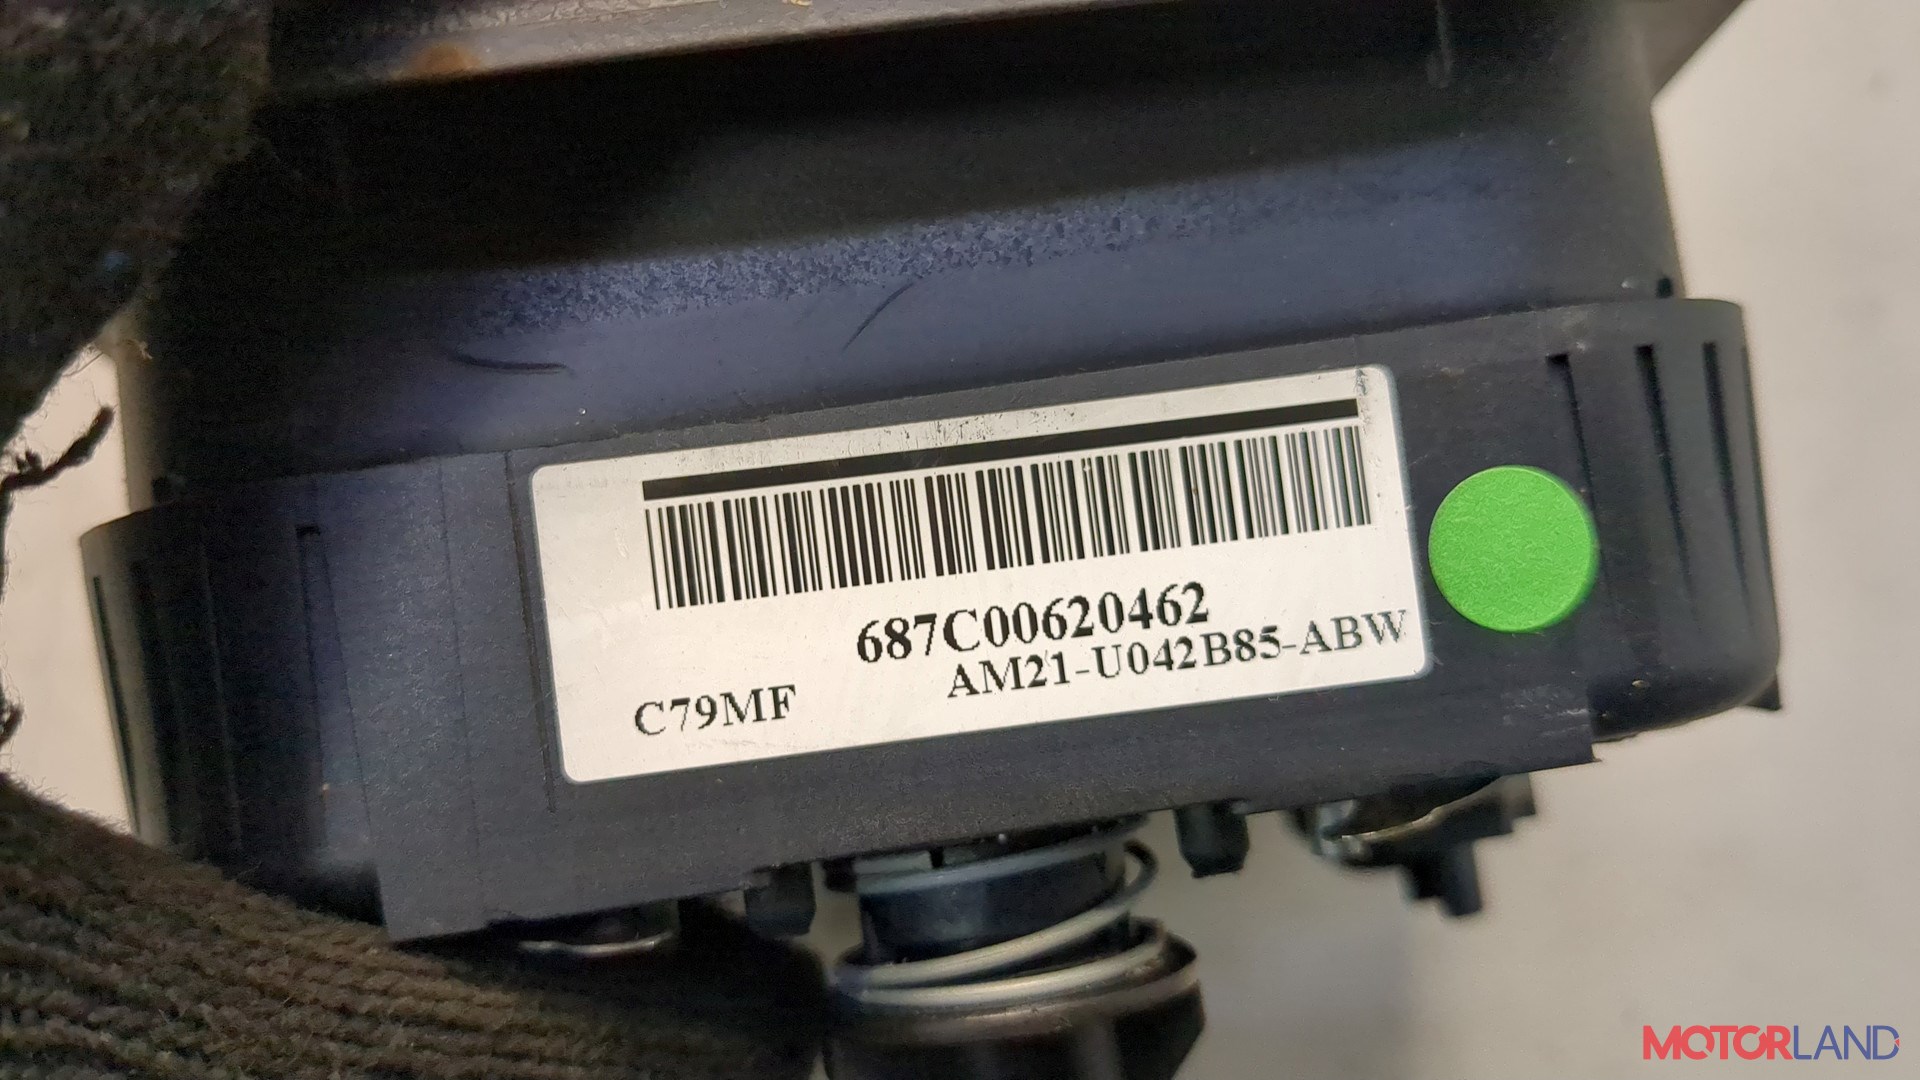 687C00620462
AM21-U042B85-ABW
C79MF
MOTORLAND